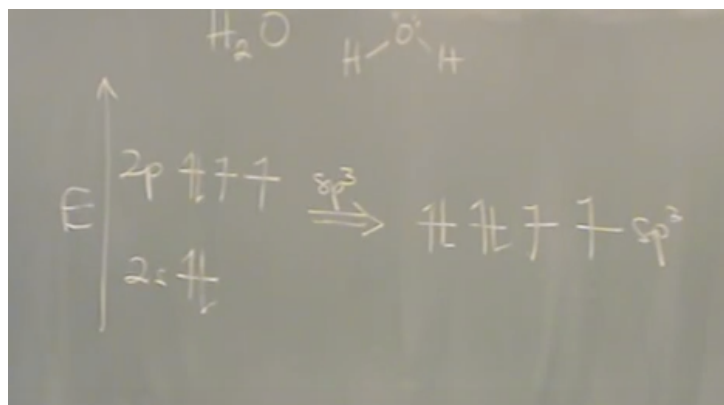 H₂O
H O H
2p ⥮ ↿ ↿ sp³ ⥮ ⥮ ↿ ↿ sp³
E
2s ⥮